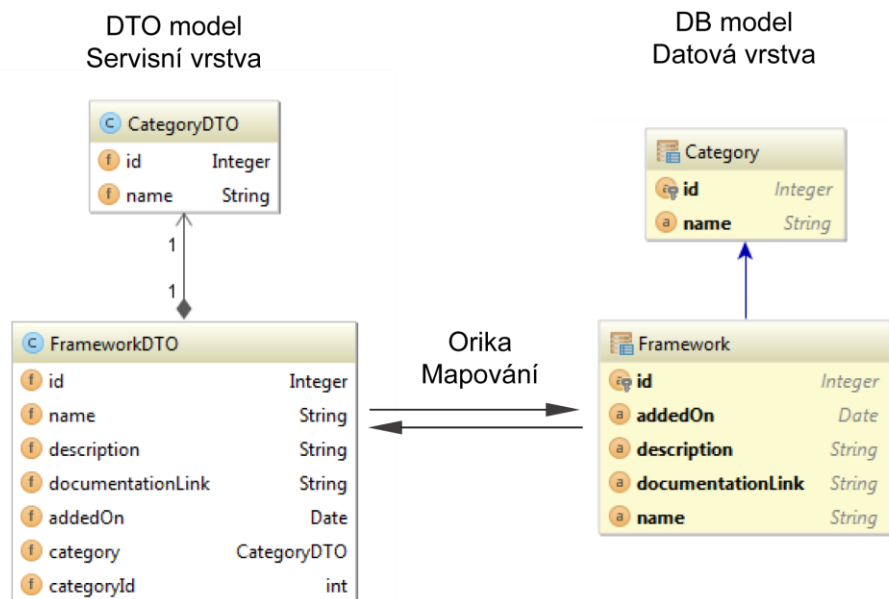 DTO model
Servisní vrstva
DB model
Datová vrstva
C CategoryDTO
f id Integer
f name String
1
1
C FrameworkDTO
f id Integer
f name String
f description String
f documentationLink String
f addedOn Date
f category CategoryDTO
f categoryId int
Orika
Mapování
Category
a id Integer
a name String
Framework
a id Integer
a addedOn Date
a description String
a documentationLink String
a name String